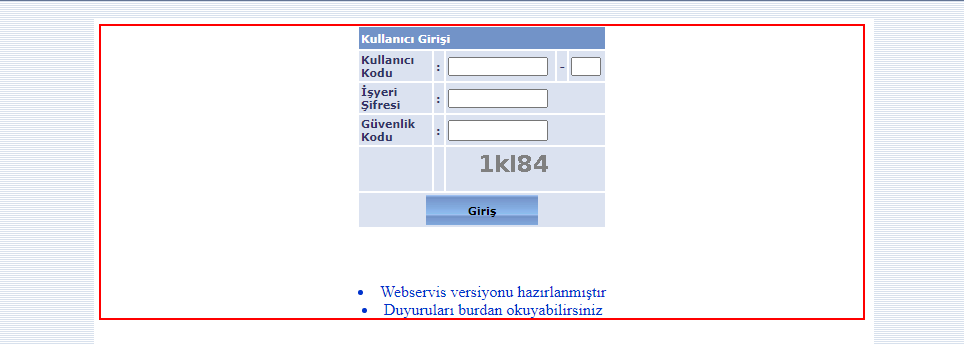 Kullanıcı Girişi
Kullanıcı
Kodu : -
İşyeri
Şifresi :
Güvenlik
Kodu :
1kl84
Giriş
• Webservis versiyonu hazırlanmıştır
• Duyuruları burdan okuyabilirsiniz